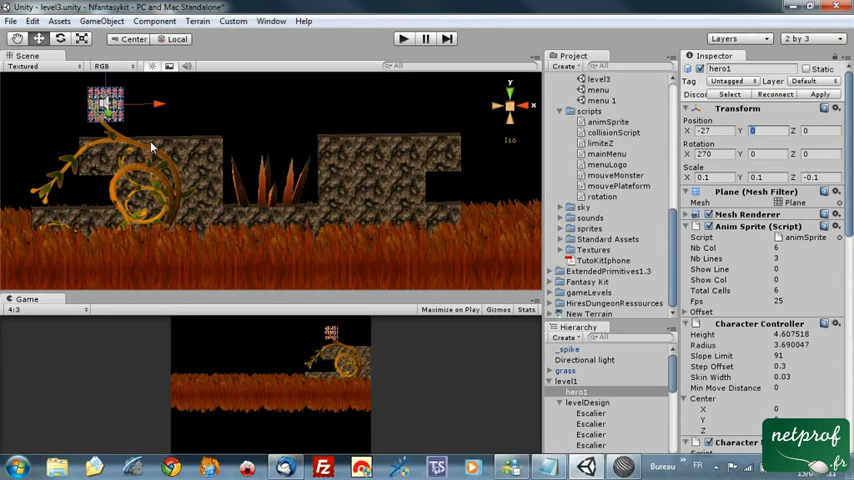 Unity - level3.unity - PC and Mac Standalone*
File Edit Assets GameObject Component Terrain Custom Window Help
Center Local Layers 2 by 3
Scene
Textured RGB All
y
x
Iso
Game
4:3 Maximize on Play Gizmos Stats
Project
Create All
level3
menu
menu 1
scripts
animSprite
collisionScript
limiteZ
mainMenu
menuLogo
mouveMonster
mouvePlateform
rotation
sky
sounds
sprites
Standard Assets
Textures
TutoKitIphone
ExtendedPrimitives1.3
Fantasy Kit
gameLevels
HiresDungeonRessources
New Terrain
Hierarchy
Create All
_spike
Directional light
grass
level1
hero1
levelDesign
Escalier
Escalier
Escalier
Escalier
Inspector
hero1 Static
Tag Untagged Layer Default
Select Reconnect Apply
Transform
Position
X -27 Y 0 Z 0
Rotation
X 270 Y 0 Z 0
Scale
X 0.1 Y 0.1 Z -0.1
Plane (Mesh Filter)
Mesh Plane
Mesh Renderer
Anim Sprite (Script)
Script animSprite
Nb Col 6
Nb Lines 3
Show Line 0
Show Col 0
Total Cells 6
Fps 25
Offset
Character Controller
Height 4.607518
Radius 3.690047
Slope Limit 91
Step Offset 0.3
Skin Width 0.03
Min Move Distance 0
Center
X 0
Y 0
Z
netprof
.fr
Bureau FR